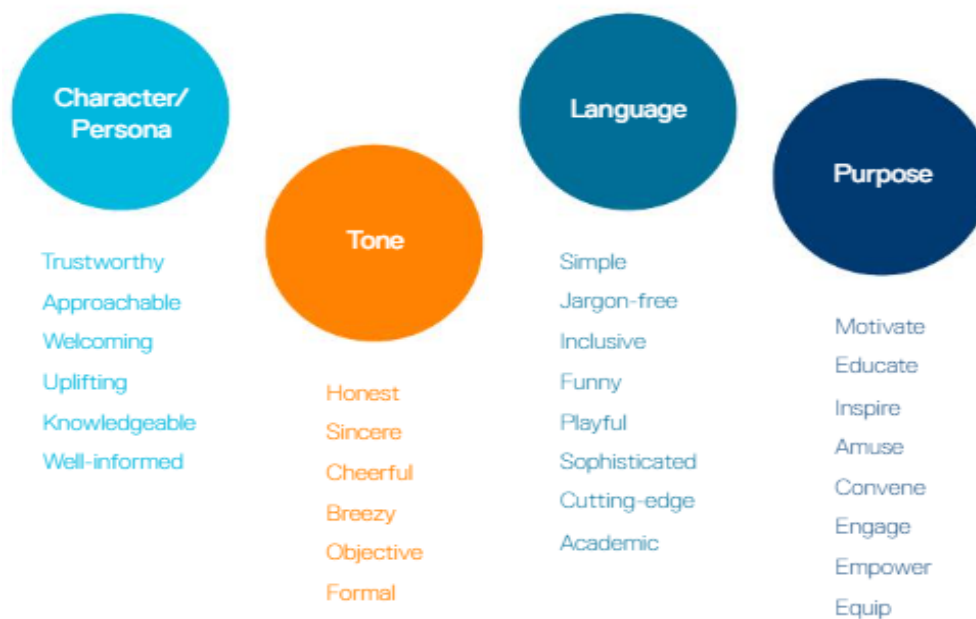 Character/
Persona
Trustworthy
Approachable
Welcoming
Uplifting
Knowledgeable
Well-informed
Tone
Honest
Sincere
Cheerful
Breezy
Objective
Formal
Language
Simple
Jargon-free
Inclusive
Funny
Playful
Sophisticated
Cutting-edge
Academic
Purpose
Motivate
Educate
Inspire
Amuse
Convene
Engage
Empower
Equip